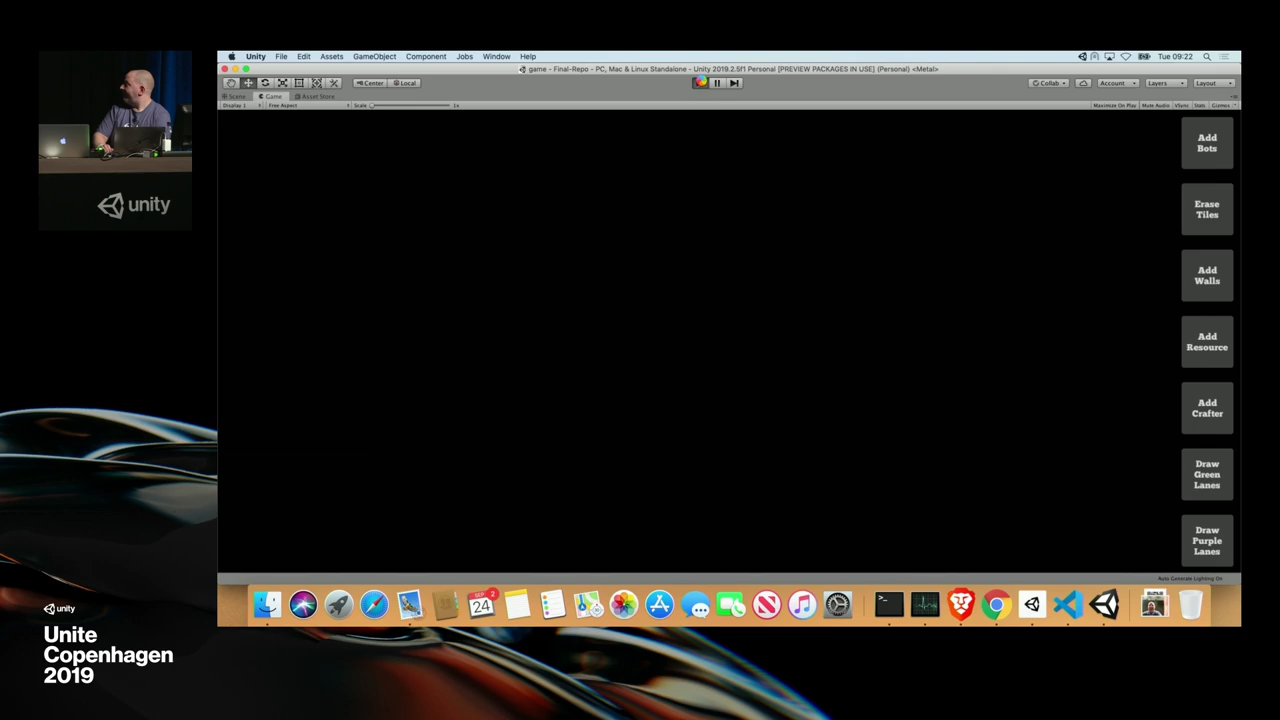 Unity File Edit Assets GameObject Component Jobs Window Help
Tue 09:22
game - Final-Repo - PC, Mac & Linux Standalone - Unity 2019.2.5f1 Personal [PREVIEW PACKAGES IN USE] (Personal) <Metal>
Center Local
Collab Account Layers Layout
Scene Game Asset Store
Display 1 Free Aspect Scale 1x
Maximize On Play Mute Audio VSync Stats Gizmos
Add
Bots
Erase
Tiles
Add
Walls
Add
Resource
Add
Crafter
Draw
Green
Lanes
Draw
Purple
Lanes
Auto Generate Lighting On
SEP 2
24
unity
unity
Unite
Copenhagen
2019